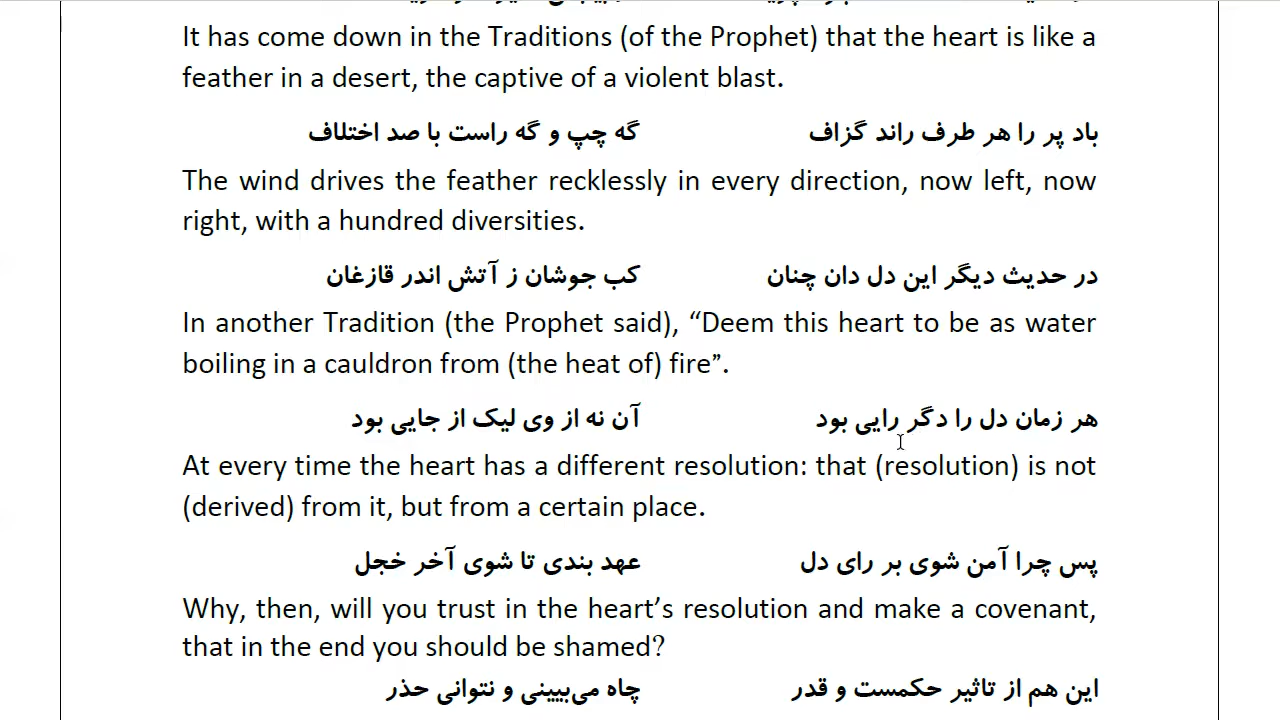 It has come down in the Traditions (of the Prophet) that the heart is like a
feather in a desert, the captive of a violent blast.
باد پر را هر طرف راند گزاف گه چپ و گه راست با صد اختلاف
The wind drives the feather recklessly in every direction, now left, now
right, with a hundred diversities.
در حدیث دیگر این دل دان چنان کب جوشان ز آتش اندر قازغان
In another Tradition (the Prophet said), “Deem this heart to be as water
boiling in a cauldron from (the heat of) fire”.
هر زمان دل را دگر رایی بود آن نه از وی لیک از جایی بود
At every time the heart has a different resolution: that (resolution) is not
(derived) from it, but from a certain place.
پس چرا آمن شوی بر رای دل عهد بندی تا شوی آخر خجل
Why, then, will you trust in the heart’s resolution and make a covenant,
that in the end you should be shamed?
این هم از تاثیر حکمست و قدر چاه می‌بیینی و نتوانی حذر